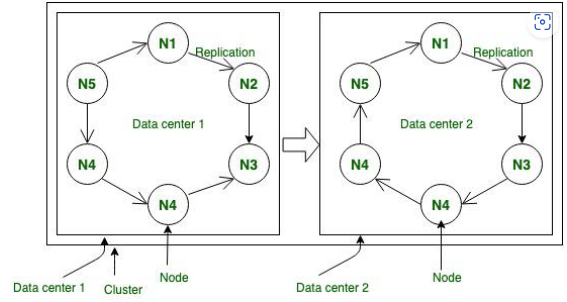 N1
Replication
N5
N2
Data center 1
N4
N3
N4
N1
Replication
N5
N2
Data center 2
N4
N3
N4
Data center 1
Cluster
Node
Data center 2
Node